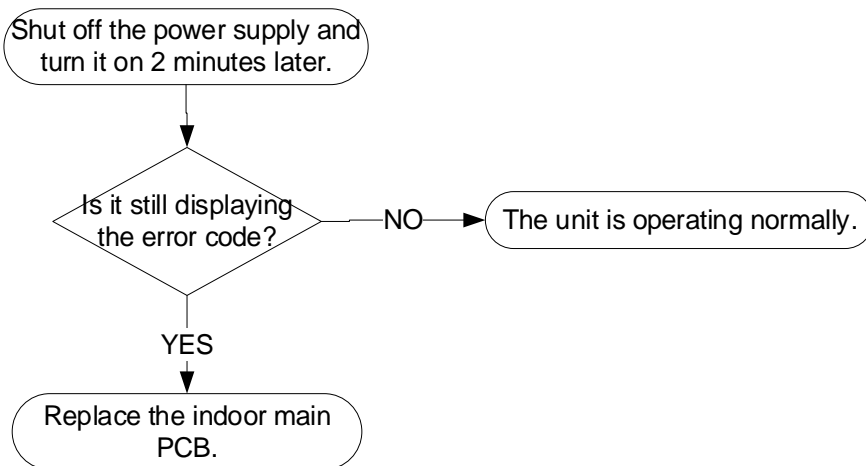 Shut off the power supply and
turn it on 2 minutes later.
Is it still displaying
the error code?
NO
The unit is operating normally.
YES
Replace the indoor main
PCB.